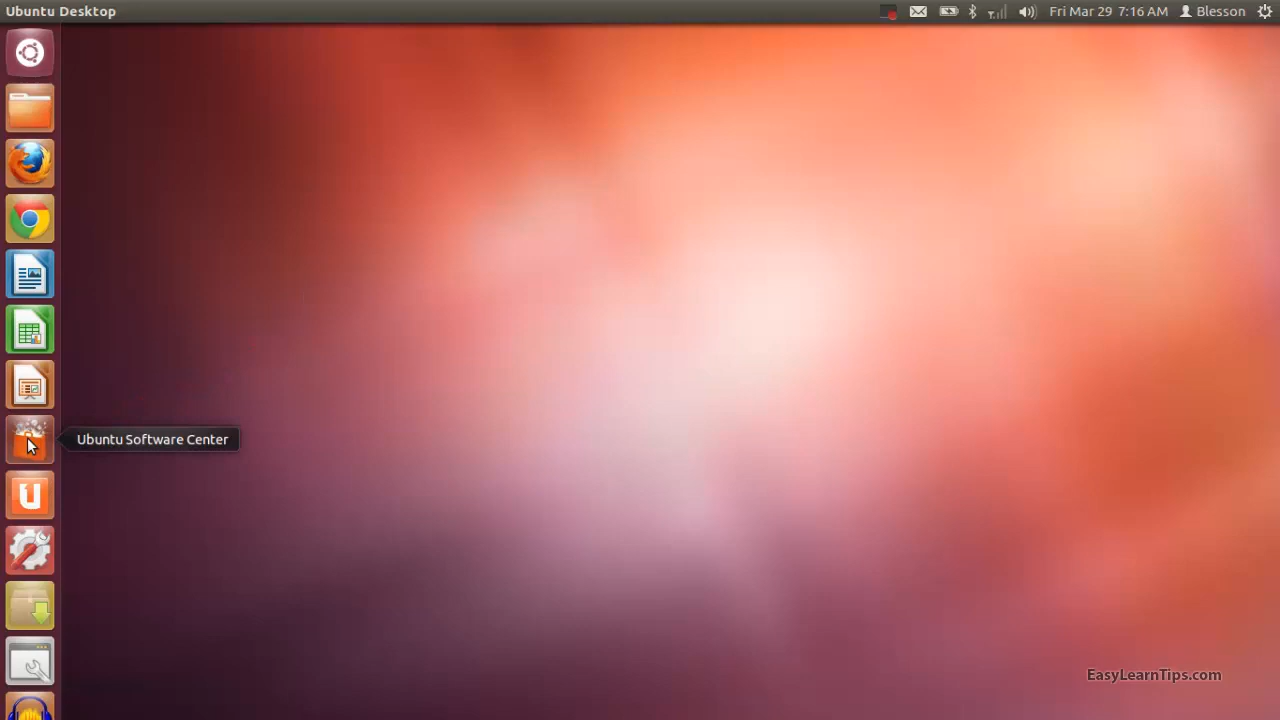 Ubuntu Desktop
Fri Mar 29 7:16 AM
Blesson
Ubuntu Software Center
U
EasyLearnTips.com